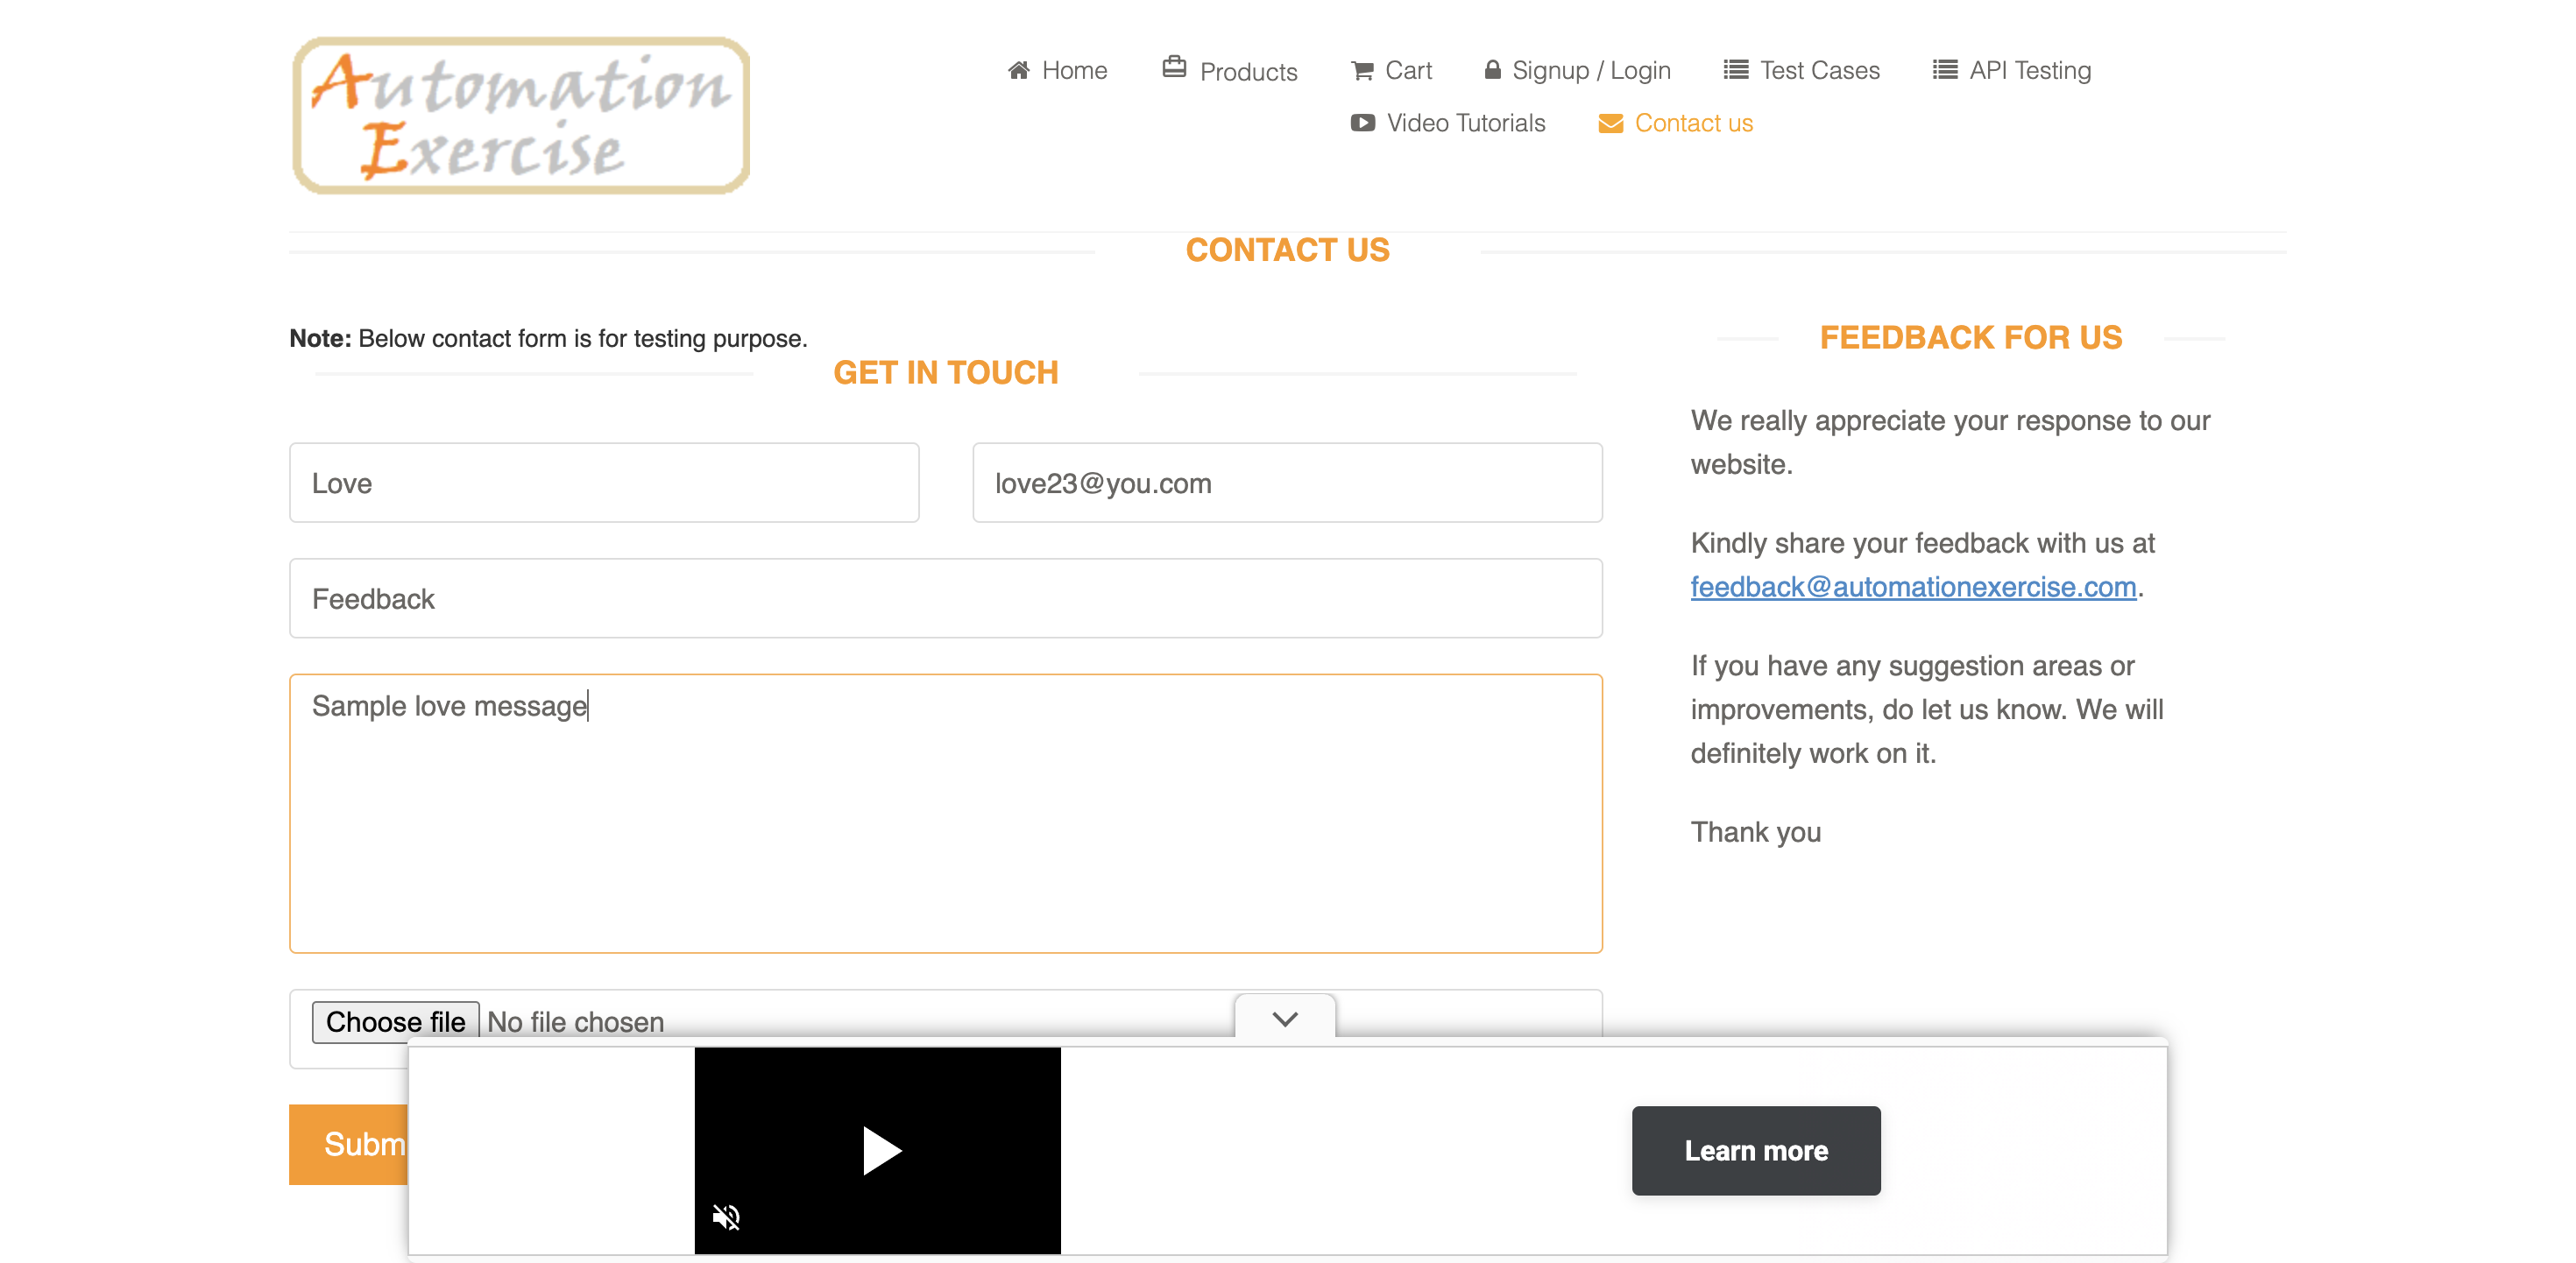 Automation
Exercise
Home Products Cart Signup / Login Test Cases API Testing
Video Tutorials Contact us
CONTACT US
Note: Below contact form is for testing purpose.
GET IN TOUCH
Love
love23@you.com
Feedback
Sample love message
Choose file No file chosen
Subm
FEEDBACK FOR US
We really appreciate your response to our
website.
Kindly share your feedback with us at
feedback@automationexercise.com.
If you have any suggestion areas or
improvements, do let us know. We will
definitely work on it.
Thank you
Learn more